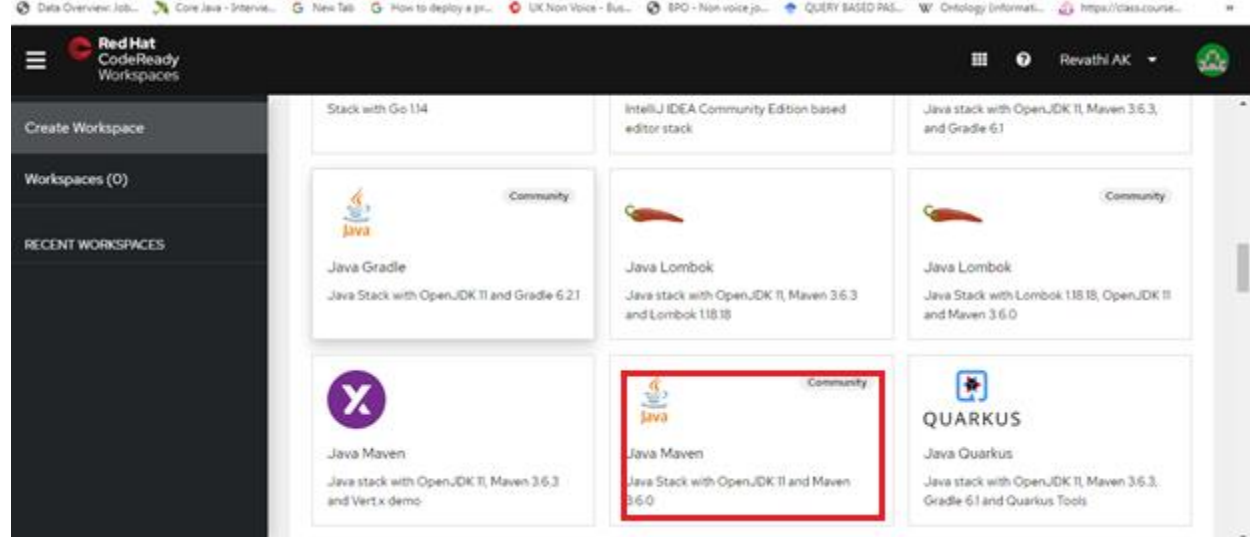 Data Overview: Job... Core Java - Intervie... New Tab How to deploy a pr... UK Non Voice - Bus... BPO - Non voice jo... QUERY BASED PAS... Ontology (informati... https://class.course...
Red Hat
CodeReady
Workspaces
Revathi AK
Create Workspace
Workspaces (0)
RECENT WORKSPACES
Stack with Go 1.14
IntelliJ IDEA Community Edition based
editor stack
Java stack with OpenJDK 11, Maven 3.6.3,
and Gradle 6.1
Community
Java
Java Gradle
Java Stack with OpenJDK 11 and Gradle 6.2.1
Java Lombok
Java stack with OpenJDK 11, Maven 3.6.3
and Lombok 1.18.18
Community
Java Lombok
Java Stack with Lombok 1.18.18, OpenJDK 11
and Maven 3.6.0
X
Java Maven
Java stack with OpenJDK 11, Maven 3.6.3
and Vert.x demo
Community
Java
Java Maven
Java Stack with OpenJDK 11 and Maven
3.6.0
QUARKUS
Java Quarkus
Java stack with OpenJDK 11, Maven 3.6.3,
Gradle 6.1 and Quarkus Tools